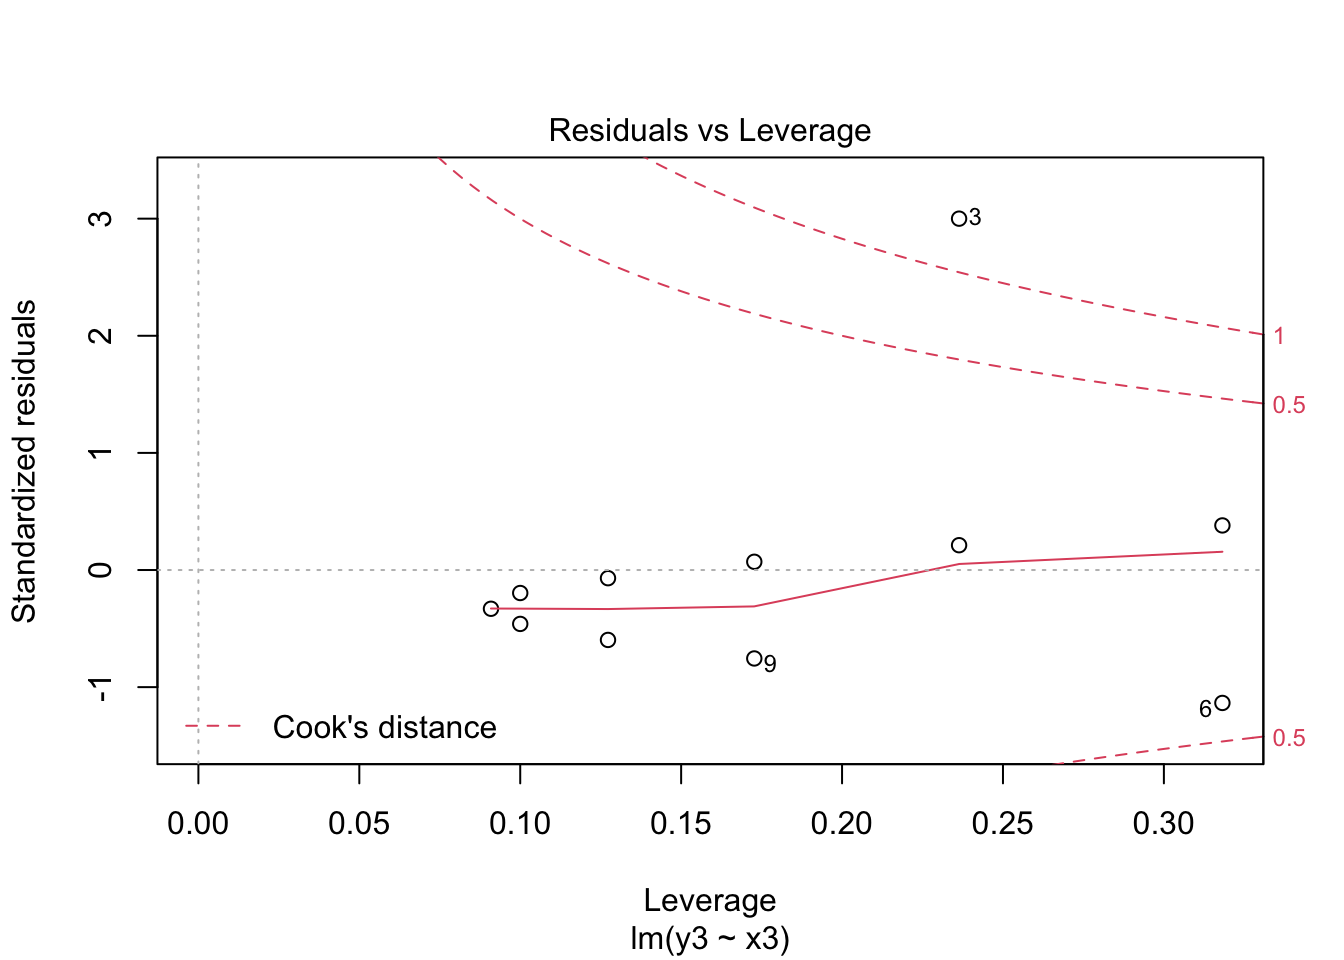 Residuals vs Leverage
Standardized residuals
3
2
1
0
-1
3
9
6
1
0.5
0.5
Cook's distance
0.00 0.05 0.10 0.15 0.20 0.25 0.30
Leverage
lm(y3 ~ x3)